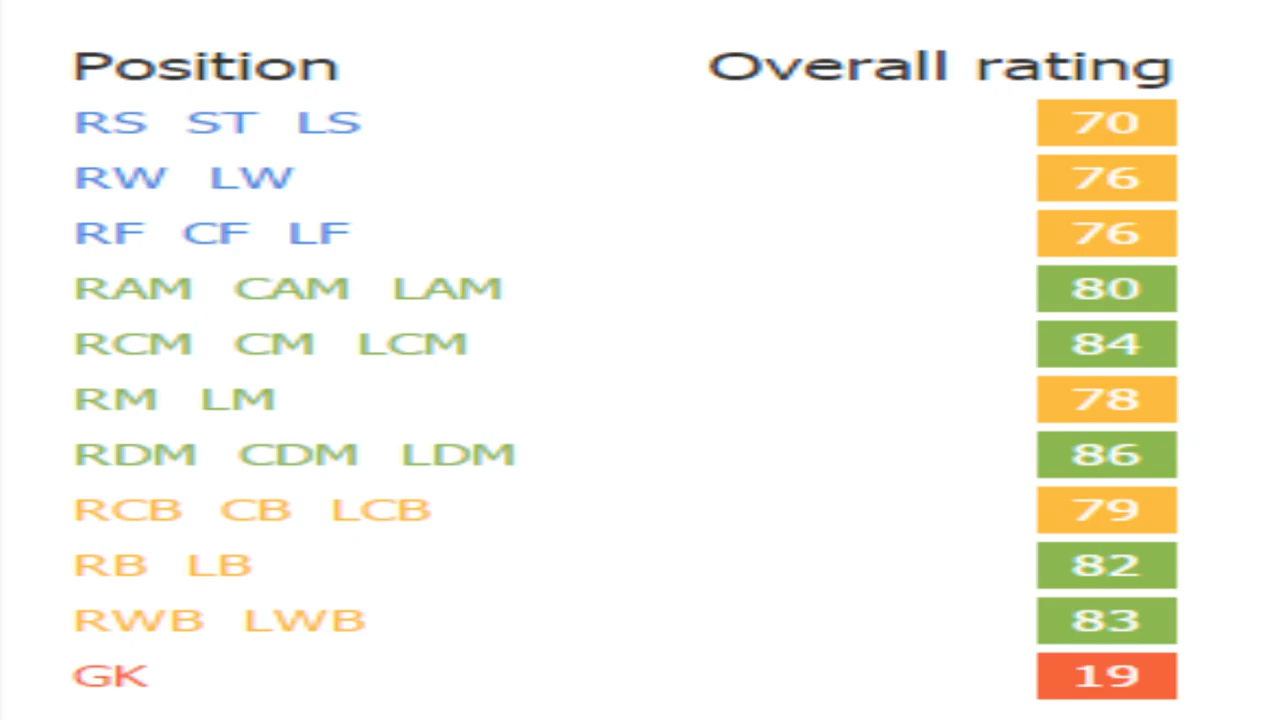 Position Overall rating
RS ST LS 70
RW LW 76
RF CF LF 76
RAM CAM LAM 80
RCM CM LCM 84
RM LM 78
RDM CDM LDM 86
RCB CB LCB 79
RB LB 82
RWB LWB 83
GK 19